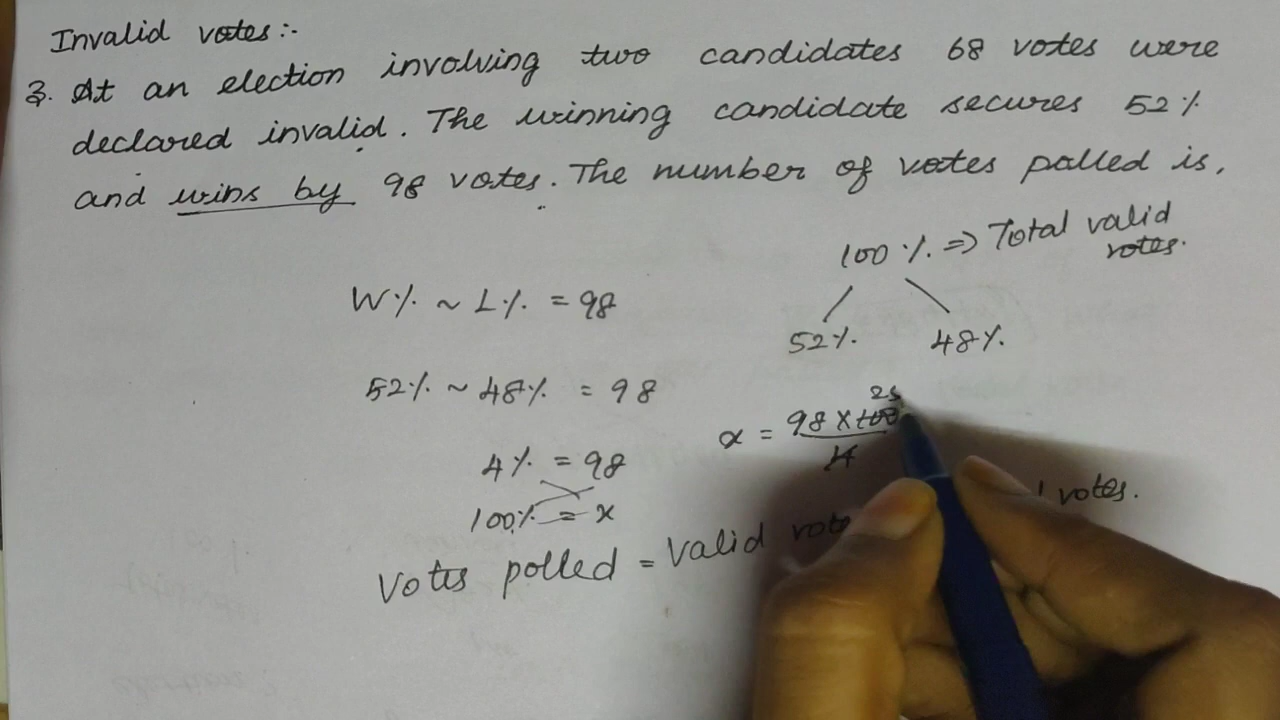 Invalid votes:-
3. At an election involving two candidates 68 votes were
declared invalid. The winning candidate secures 52%
and wins by 98 votes. The number of votes polled is.
100% => Total valid
votes.
52% 48%
W% ~ L% = 98
52% ~ 48% = 98
4% = 98
100% = x
x = 98 x 100
4
25
Votes polled = Valid
votes.